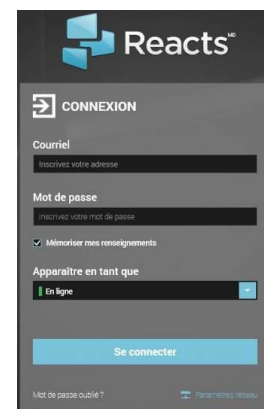 Reacts MD
CONNEXION
Courriel
Inscrivez votre adresse
Mot de passe
Inscrivez votre mot de passe
Mémoriser mes renseignements
Apparaître en tant que
En ligne
Se connecter
Mot de passe oublié ? Paramètres réseau